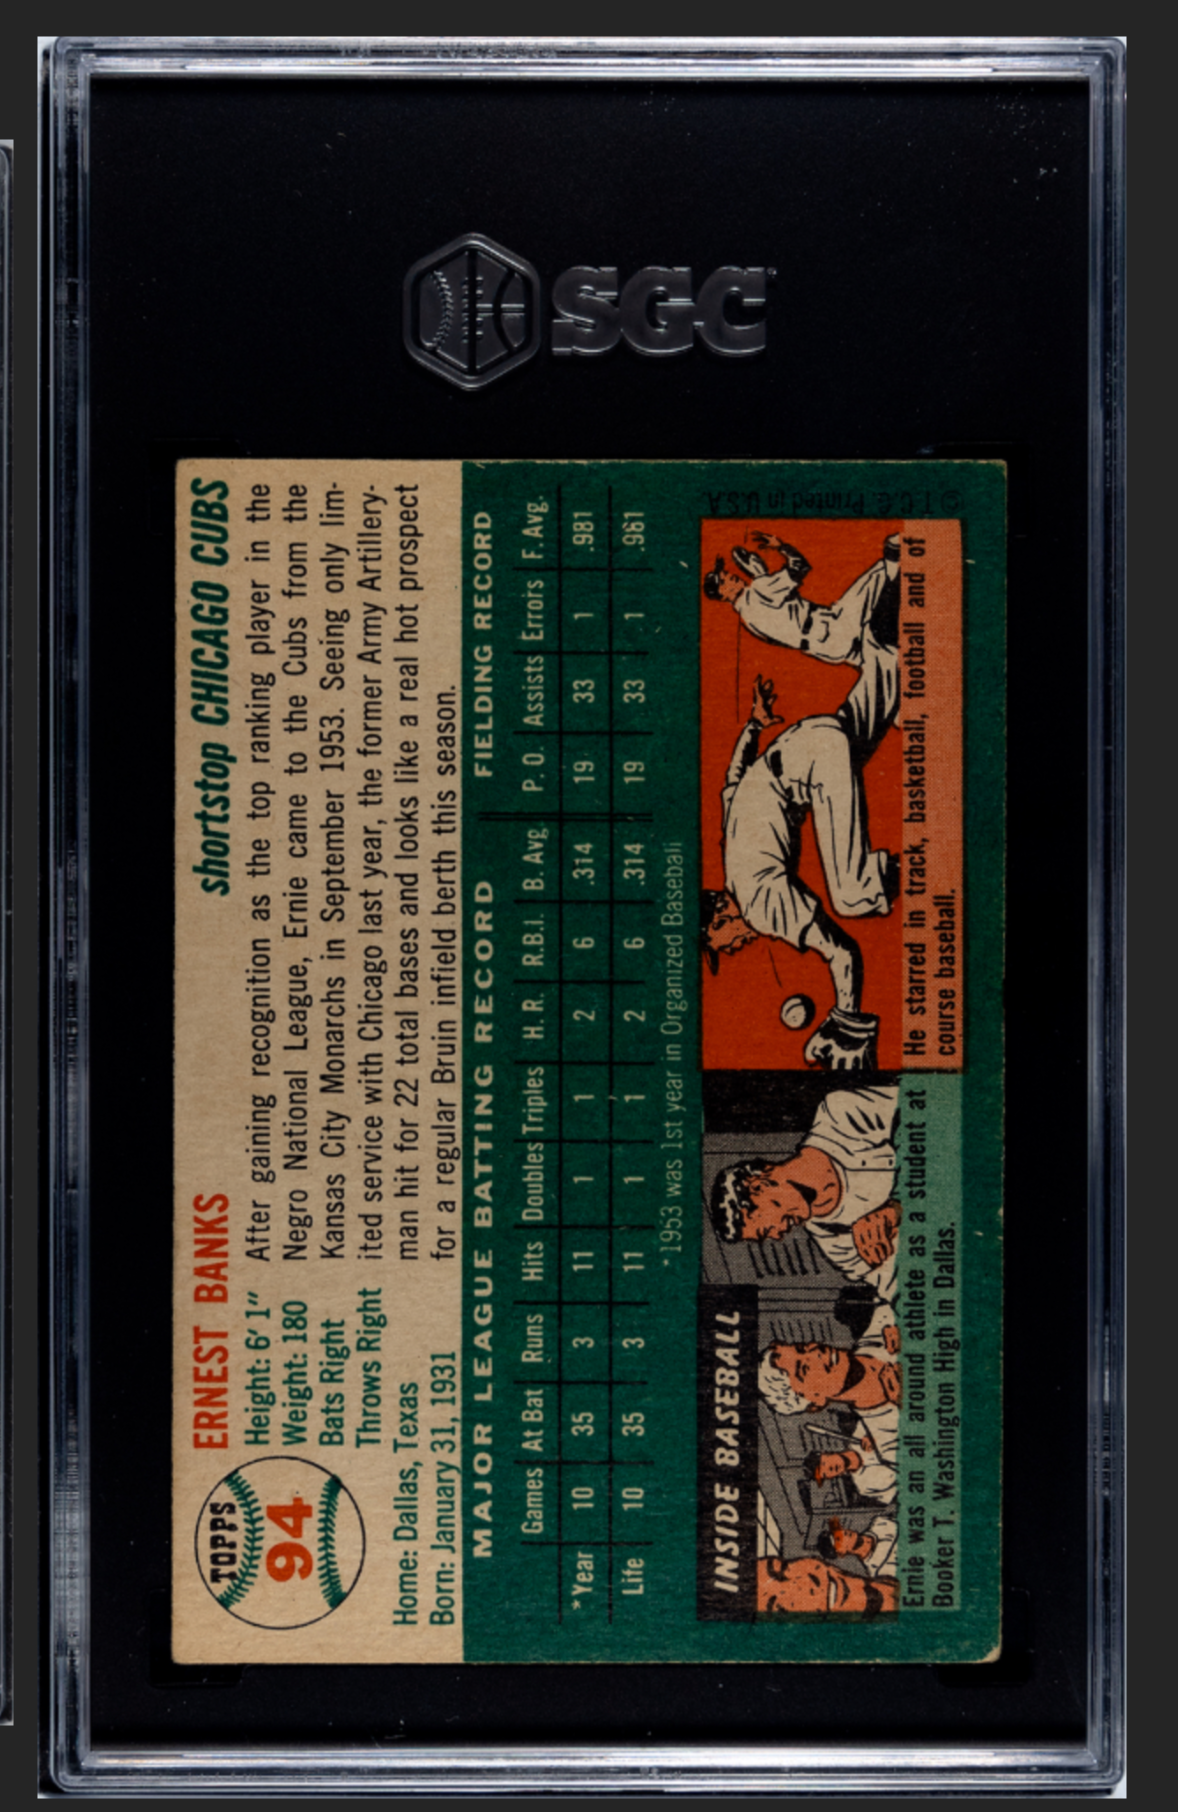 SGC
TOPPS
94
ERNEST BANKS
shortstop CHICAGO CUBS
Height: 6' 1"
Weight: 180
Bats Right
Throws Right
Home: Dallas, Texas
Born: January 31, 1931
After gaining recognition as the top ranking player in the
Negro National League, Ernie came to the Cubs from the
Kansas City Monarchs in September 1953. Seeing only lim-
ited service with Chicago last year, the former Army Artillery-
man hit for 22 total bases and looks like a real hot prospect
for a regular Bruin infield berth this season.
MAJOR LEAGUE BATTING RECORD FIELDING RECORD
Games At Bat Runs Hits Doubles Triples H. R. R.B.I. B. Avg. P. O. Assists Errors F. Avg.
*Year 10 35 3 11 1 1 2 6 .314 19 33 1 .981
Life 10 35 3 11 1 1 2 6 .314 19 33 1 .981
*1953 was 1st year in Organized Baseball
INSIDE BASEBALL
Ernie was an all around athlete as a student at
Booker T. Washington High in Dallas.
He starred in track, basketball, football and of
course baseball.
© T.C.G. Printed in U.S.A.